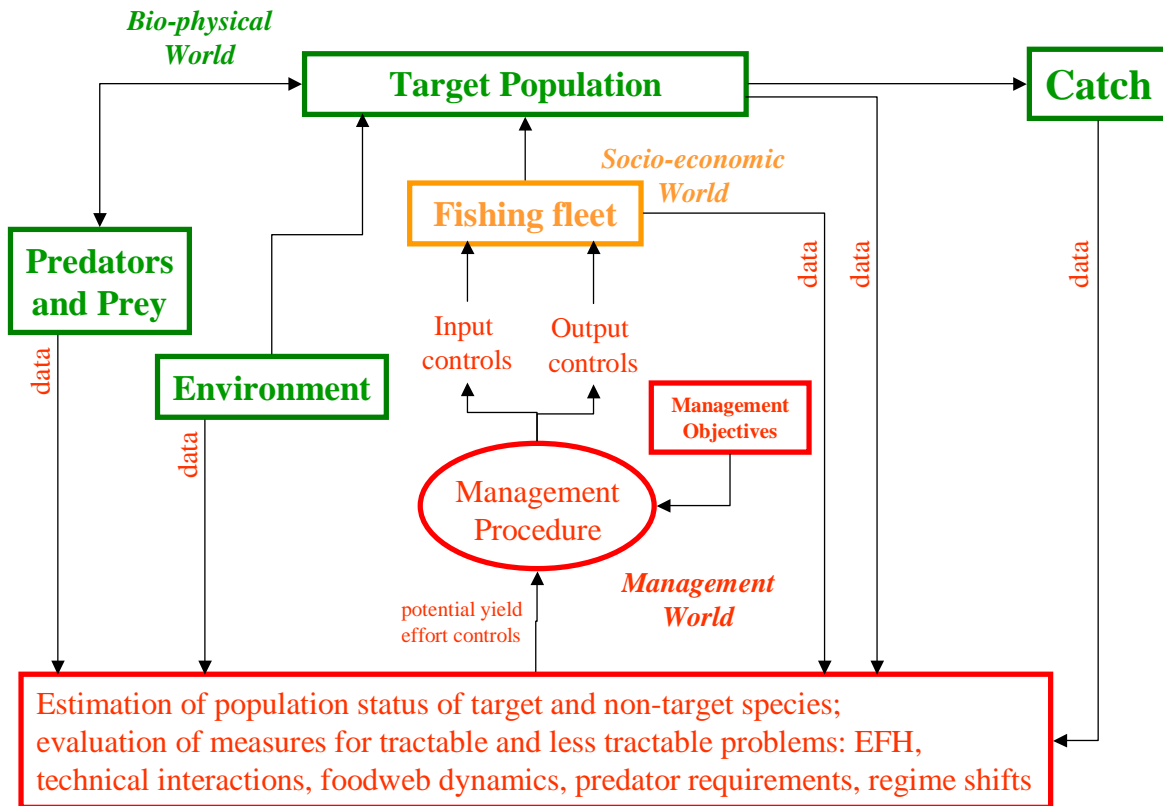 Bio-physical
World
Target Population
Catch
Socio-economic
World
Fishing fleet
Predators
and Prey
data
data
data
Input
controls
Output
controls
data
Environment
Management
Objectives
data
Management
Procedure
Management
World
potential yield
effort controls
Estimation of population status of target and non-target species;
evaluation of measures for tractable and less tractable problems: EFH,
technical interactions, foodweb dynamics, predator requirements, regime shifts